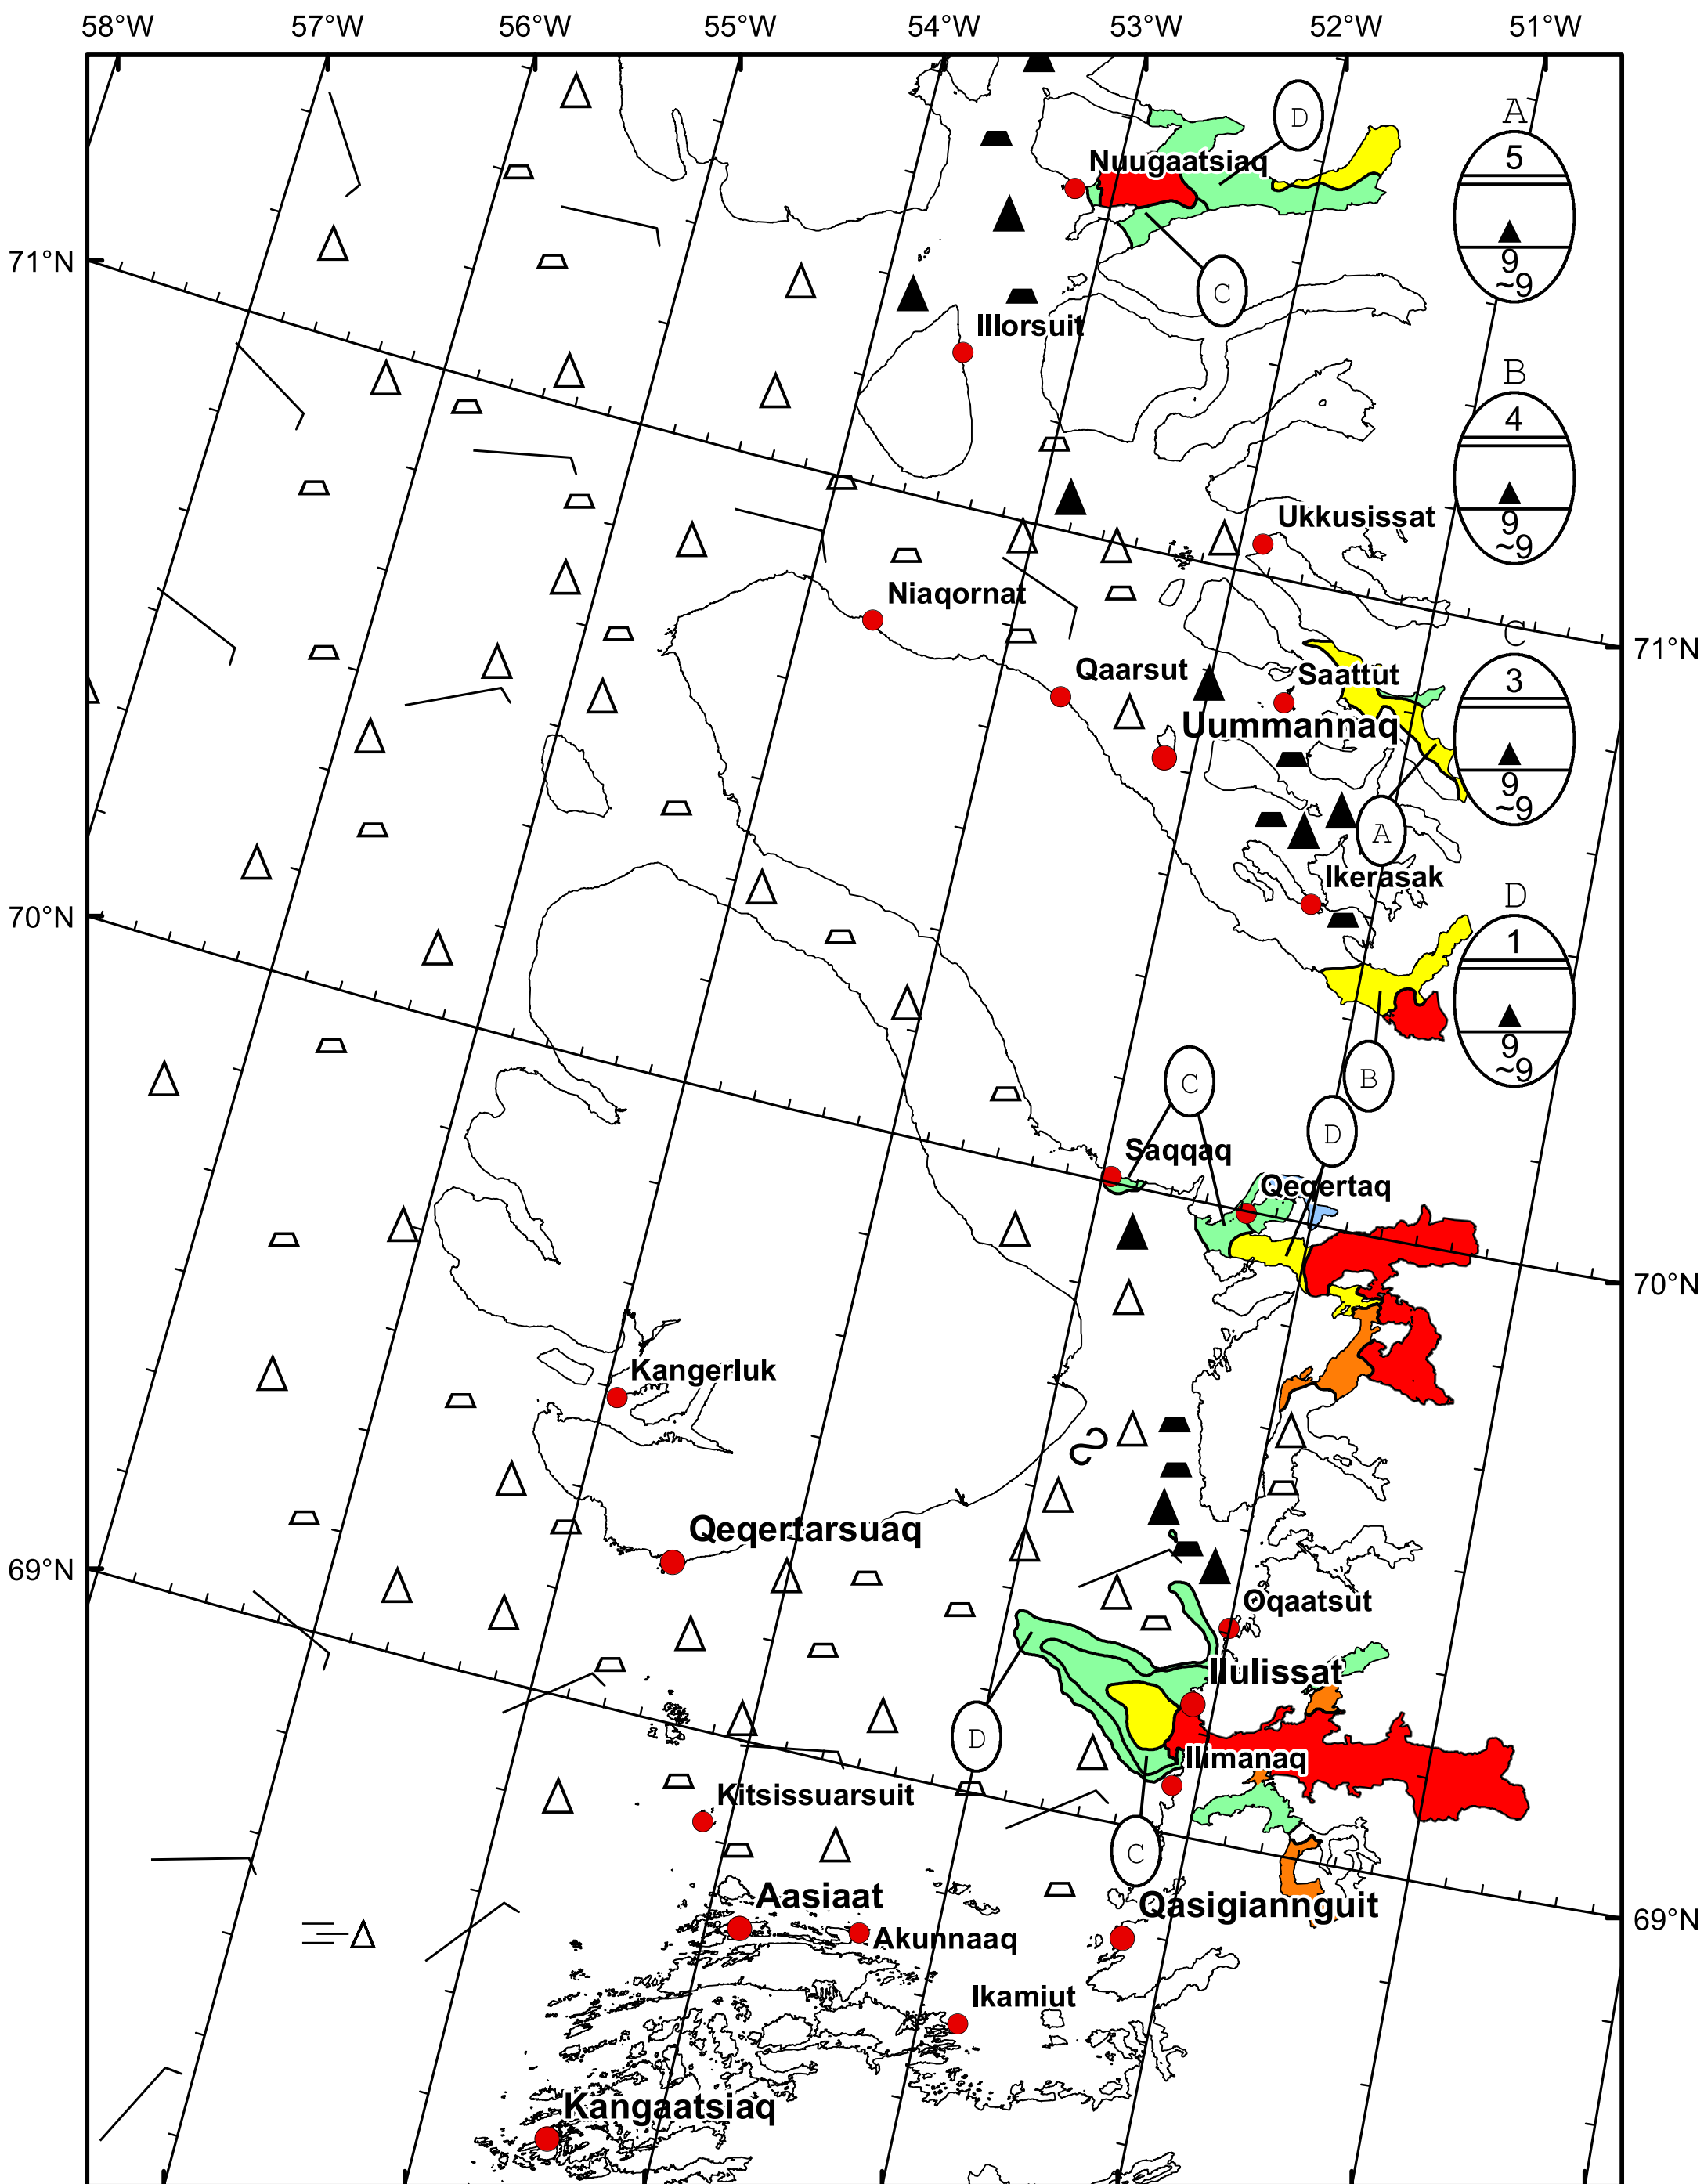 58°W 57°W 56°W 55°W 54°W 53°W 52°W 51°W
A
5
9
~9
D
Nuugaatsiaq
71°N
C
Illorsuit
B
4
9
~9
Ukkusissat
Niaqornat
C
3
9
~9
71°N
Qaarsut
Saattut
Uummannaq
A
Ikerasak
D
1
9
~9
70°N
B
C
D
Saqqaq
Qeqertaq
70°N
Kangerluk
Qeqertarsuaq
69°N
Oqaatsut
Ilulissat
D
Ilimanaq
Kitsissuarsuit
C
Aasiaat
Qasigiannguit
69°N
Akunnaaq
Ikamiut
Kangaatsiaq